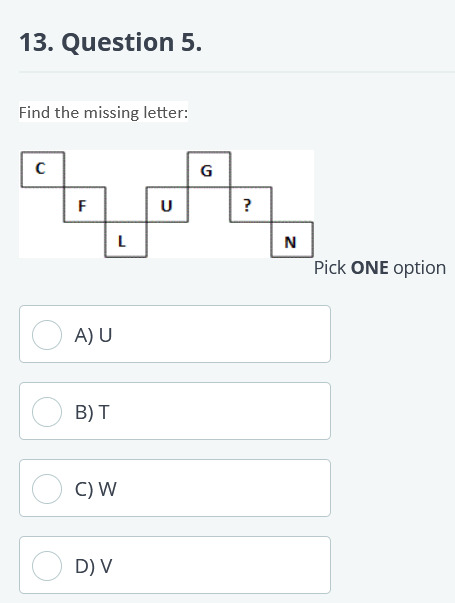 13. Question 5.
Find the missing letter:
C G
F U ?
L N
Pick ONE option
A) U
B) T
C) W
D) V